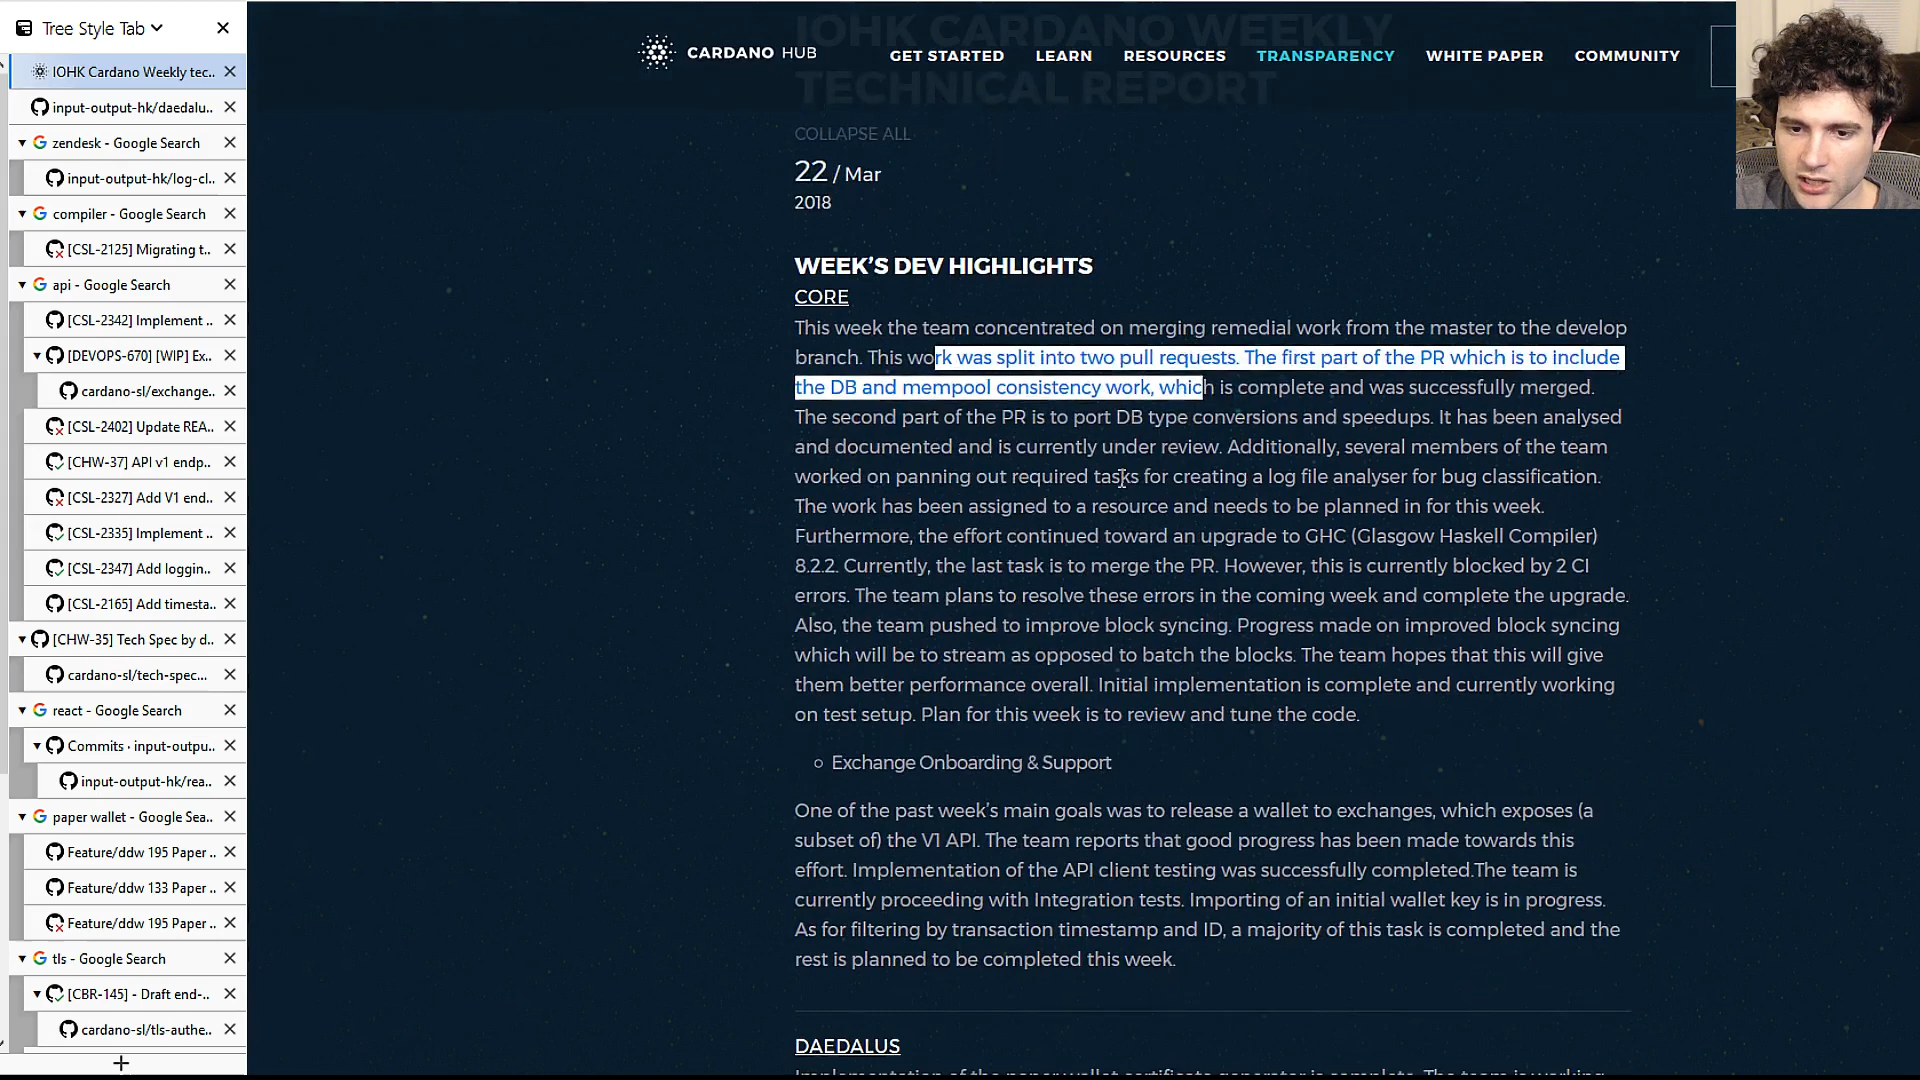 Tree Style Tab
IOHK Cardano Weekly tec..
input-output-hk/daedalu..
zendesk - Google Search
input-output-hk/log-cl..
compiler - Google Search
[CSL-2125] Migrating t..
api - Google Search
[CSL-2342] Implement ..
[DEVOPS-670] [WIP] Ex..
cardano-sl/exchange..
[CSL-2402] Update REA..
[CHW-37] API v1 endp..
[CSL-2327] Add V1 end..
[CSL-2335] Implement ..
[CSL-2347] Add loggin..
[CSL-2165] Add timesta..
[CHW-35] Tech Spec by d..
cardano-sl/tech-spec...
react - Google Search
Commits · input-outpu..
input-output-hk/rea..
paper wallet - Google Sea..
Feature/ddw 195 Paper ..
Feature/ddw 133 Paper ..
Feature/ddw 195 Paper ..
tls - Google Search
[CBR-145] - Draft end-..
cardano-sl/tls-authe..
IOHK CARDANO WEEKLY
TECHNICAL REPORT
CARDANO HUB
GET STARTED LEARN RESOURCES TRANSPARENCY WHITE PAPER COMMUNITY
COLLAPSE ALL
22 / Mar
2018
WEEK'S DEV HIGHLIGHTS
CORE
This week the team concentrated on merging remedial work from the master to the develop
branch. This work was split into two pull requests. The first part of the PR which is to include
the DB and mempool consistency work, which is complete and was successfully merged.
The second part of the PR is to port DB type conversions and speedups. It has been analysed
and documented and is currently under review. Additionally, several members of the team
worked on panning out required tasks for creating a log file analyser for bug classification.
The work has been assigned to a resource and needs to be planned in for this week.
Furthermore, the effort continued toward an upgrade to GHC (Glasgow Haskell Compiler)
8.2.2. Currently, the last task is to merge the PR. However, this is currently blocked by 2 CI
errors. The team plans to resolve these errors in the coming week and complete the upgrade.
Also, the team pushed to improve block syncing. Progress made on improved block syncing
which will be to stream as opposed to batch the blocks. The team hopes that this will give
them better performance overall. Initial implementation is complete and currently working
on test setup. Plan for this week is to review and tune the code.
Exchange Onboarding & Support
One of the past week's main goals was to release a wallet to exchanges, which exposes (a
subset of) the V1 API. The team reports that good progress has been made towards this
effort. Implementation of the API client testing was successfully completed.The team is
currently proceeding with Integration tests. Importing of an initial wallet key is in progress.
As for filtering by transaction timestamp and ID, a majority of this task is completed and the
rest is planned to be completed this week.
DAEDALUS
Implementation of the paper wallet certificate generator is complete. The team is working